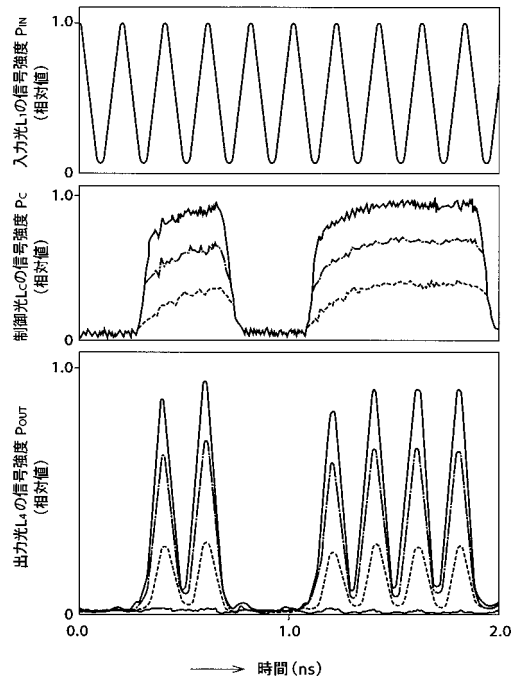 入力光L1の信号強度 PIN
(相対値)
1.0
0
制御光LCの信号強度 PC
(相対値)
1.0
0
出力光L4の信号強度 POUT
(相対値)
1.0
0
0.0 1.0 2.0
時間(ns)